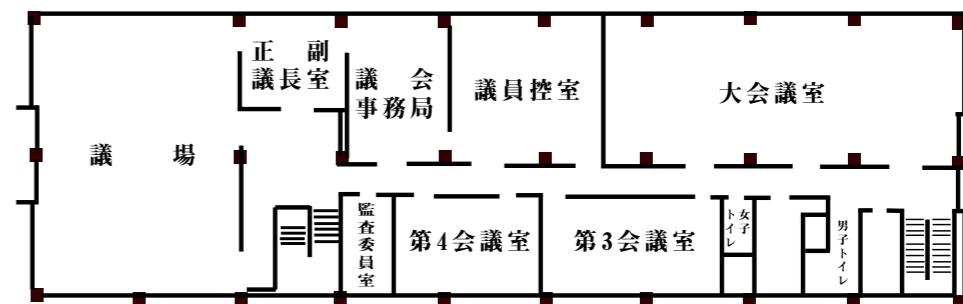 正　副
議長室
議　会
事務局
議員控室
大会議室
議　場
監査委員室
第4会議室
第3会議室
女子
トイレ
男子トイレ